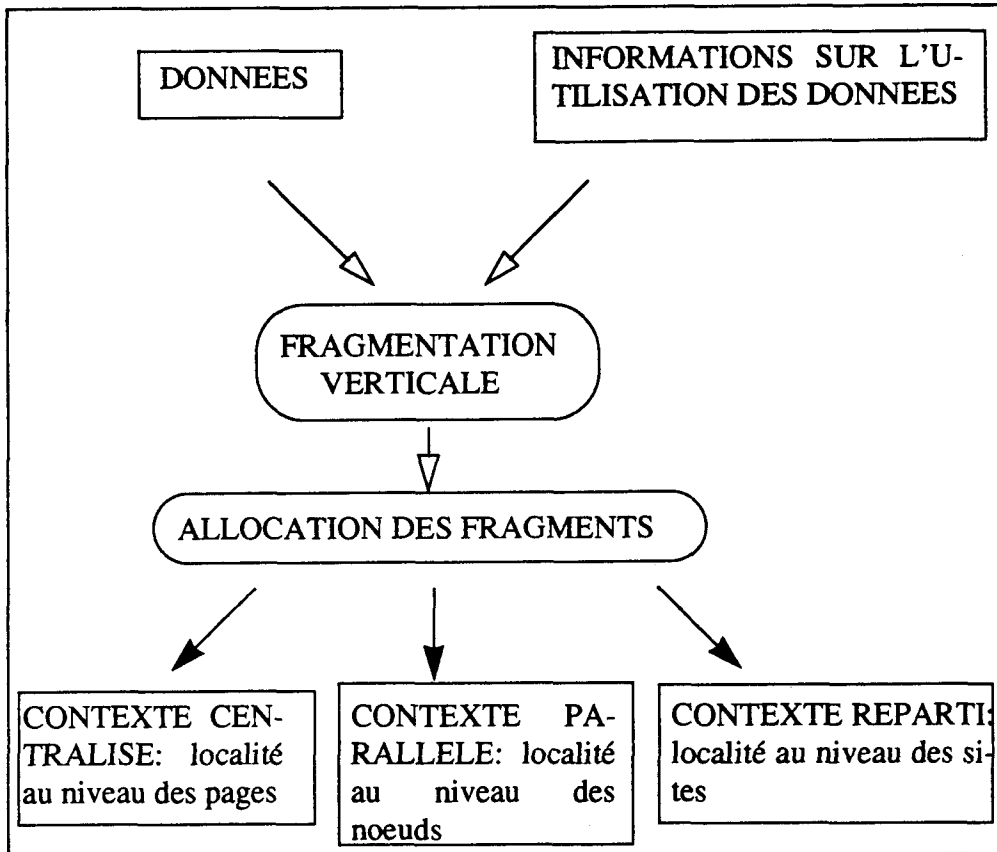 DONNEES
INFORMATIONS SUR L'U-
TILISATION DES DONNEES
FRAGMENTATION
VERTICALE
ALLOCATION DES FRAGMENTS
CONTEXTE CEN-
TRALISE: localité
au niveau des pages
CONTEXTE PA-
RALLELE: localité
au niveau des
noeuds
CONTEXTE REPARTI:
localité au niveau des si-
tes